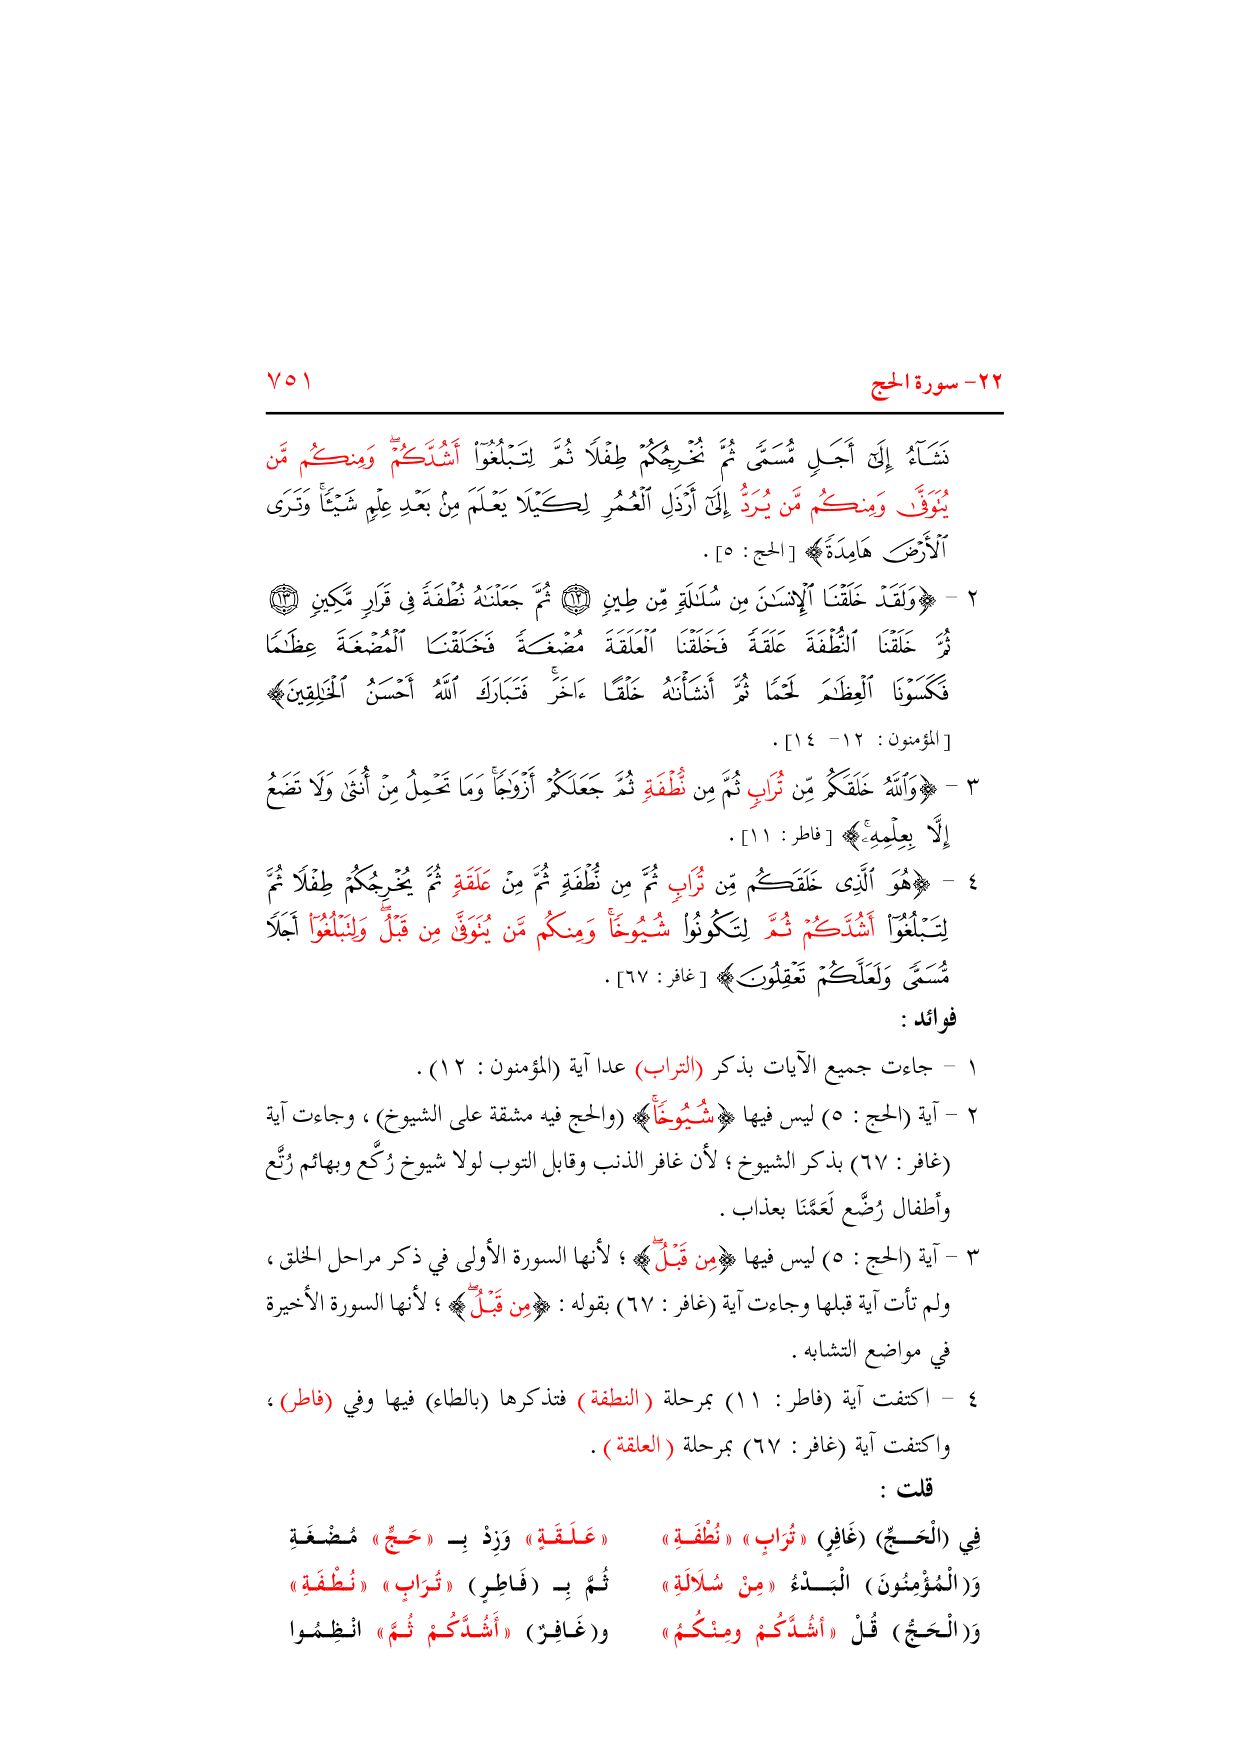 ٢٢- سورة الحج ٧٥١
نَشَآءُ إِلَىٰٓ أَجَلٖ مُّسَمّٗى ثُمَّ نُخۡرِجُكُمۡ طِفۡلٗا ثُمَّ لِتَبۡلُغُوٓاْ أَشُدَّكُمۡۖ وَمِنكُم مَّن
يُتَوَفَّىٰ وَمِنكُم مَّن يُرَدُّ إِلَىٰٓ أَرۡذَلِ ٱلۡعُمُرِ لِكَيۡلَا يَعۡلَمَ مِنۢ بَعۡدِ عِلۡمٖ شَيۡـٔٗاۚ وَتَرَى
ٱلۡأَرۡضَ هَامِدَةٗ﴾ [الحج: ٥].
٢ - ﴿وَلَقَدۡ خَلَقۡنَا ٱلۡإِنسَٰنَ مِن سُلَٰلَةٖ مِّن طِينٖ ١٢ ثُمَّ جَعَلۡنَٰهُ نُطۡفَةٗ فِي قَرَارٖ مَّكِينٖ ١٣
ثُمَّ خَلَقۡنَا ٱلنُّطۡفَةَ عَلَقَةٗ فَخَلَقۡنَا ٱلۡعَلَقَةَ مُضۡغَةٗ فَخَلَقۡنَا ٱلۡمُضۡغَةَ عِظَٰمٗا
فَكَسَوۡنَا ٱلۡعِظَٰمَ لَحۡمٗا ثُمَّ أَنشَأۡنَٰهُ خَلۡقًا ءَاخَرَۚ فَتَبَارَكَ ٱللَّهُ أَحۡسَنُ ٱلۡخَٰلِقِينَ﴾
[المؤمنون: ١٢- ١٤].
٣ - ﴿وَٱللَّهُ خَلَقَكُم مِّن تُرَابٖ ثُمَّ مِن نُّطۡفَةٖ ثُمَّ جَعَلَكُمۡ أَزۡوَٰجٗاۚ وَمَا تَحۡمِلُ مِنۡ أُنثَىٰ وَلَا تَضَعُ
إِلَّا بِعِلۡمِهِۦۚ﴾ [فاطر: ١١].
٤ - ﴿هُوَ ٱلَّذِي خَلَقَكُم مِّن تُرَابٖ ثُمَّ مِن نُّطۡفَةٖ ثُمَّ مِنۡ عَلَقَةٖ ثُمَّ يُخۡرِجُكُمۡ طِفۡلٗا ثُمَّ
لِتَبۡلُغُوٓاْ أَشُدَّكُمۡ ثُمَّ لِتَكُونُواْ شُيُوخٗاۚ وَمِنكُم مَّن يُتَوَفَّىٰ مِن قَبۡلُۖ وَلِتَبۡلُغُوٓاْ أَجَلٗا
مُّسَمّٗى وَلَعَلَّكُمۡ تَعۡقِلُونَ﴾ [غافر: ٦٧].
فوائد :
١ - جاءت جميع الآيات بذكر (التراب) عدا آية (المؤمنون: ١٢).
٢ - آية (الحج: ٥) ليس فيها ﴿شُيُوخٗاۚ﴾ (والحج فيه مشقة على الشيوخ)، وجاءت آية
(غافر: ٦٧) بذكر الشيوخ؛ لأن غافر الذنب وقابل التوب لولا شيوخ رُكَّع وبهائم رُتَّع
وأطفال رُضَّع لَعَمَّنَا بعذاب.
٣ - آية (الحج: ٥) ليس فيها ﴿مِن قَبۡلُۖ﴾؛ لأنها السورة الأولى في ذكر مراحل الخلق،
ولم تأت آية قبلها وجاءت آية (غافر: ٦٧) بقوله: ﴿مِن قَبۡلُۖ﴾؛ لأنها السورة الأخيرة
في مواضع التشابه.
٤ - اكتفت آية (فاطر: ١١) بمرحلة (النطفة) فتذكرها (بالطاء) فيها وفي (فاطر)،
واكتفت آية (غافر: ٦٧) بمرحلة (العلقة).
قلت :
فِي (الْحَجِّ) (غَافِرٍ) «تُرَابٍ» «نُطْفَةِ» «عَلَقَةٍ» وَزِدْ بِـ «حَجٍّ» مُضْغَةِ
وَ(الْمُؤْمِنُونَ) الْبَدْءُ «مِنْ سُلَالَةِ» ثُمَّ بِـ (فَاطِرٍ) «تُرَابٍ» «نُطْفَةِ»
وَ(الْحَجُّ) قُلْ «أشُدَّكُمْ ومِنْكُمُ» و(غَافِرٌ) «أَشُدَّكُمْ ثُمَّ» انْظِمُوا